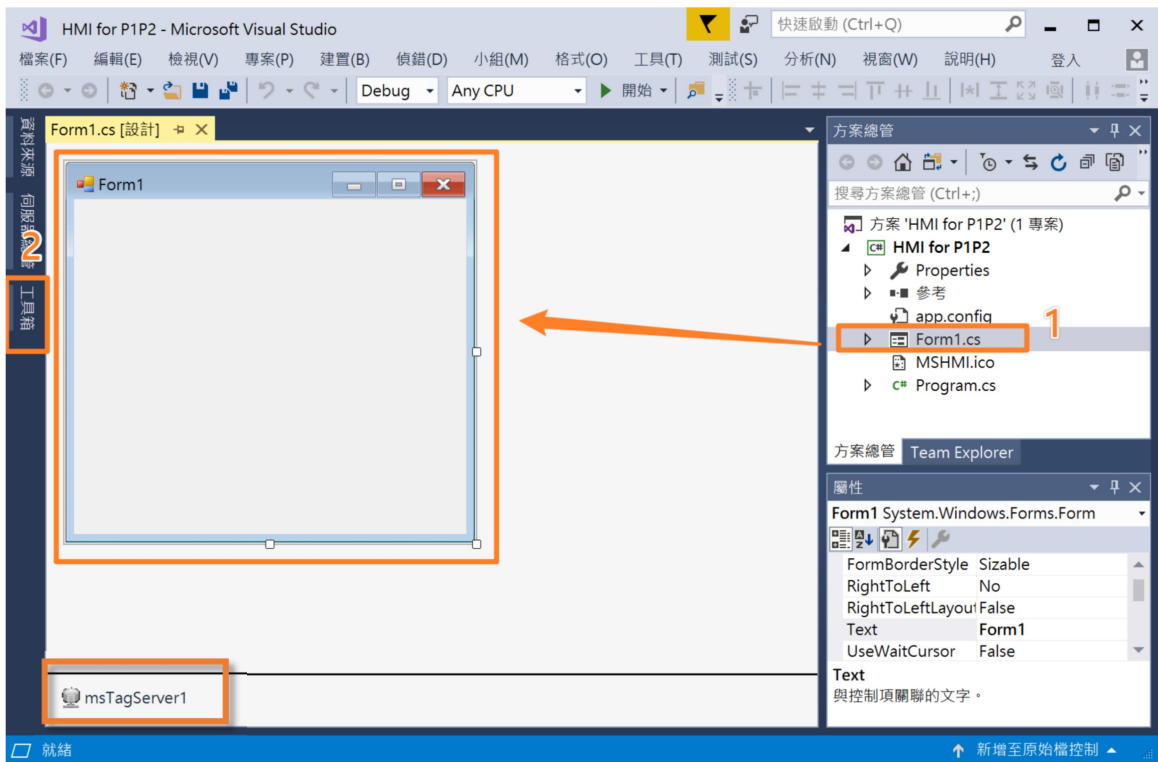 HMI for P1P2 - Microsoft Visual Studio
快速啟動 (Ctrl+Q)
檔案(F) 編輯(E) 檢視(V) 專案(P) 建置(B) 偵錯(D) 小組(M) 格式(O) 工具(T) 測試(S) 分析(N) 視窗(W) 說明(H) 登入
Debug Any CPU 開始
資料來源
伺服器總管
工具箱
2
Form1.cs [設計]
Form1
msTagServer1
方案總管
搜尋方案總管 (Ctrl+;)
方案 'HMI for P1P2' (1 專案)
C# HMI for P1P2
Properties
參考
app.config
1
Form1.cs
MSHMI.ico
C# Program.cs
方案總管 Team Explorer
屬性
Form1 System.Windows.Forms.Form
FormBorderStyle Sizable
RightToLeft No
RightToLeftLayout False
Text Form1
UseWaitCursor False
Text
與控制項關聯的文字。
就緒
新增至原始檔控制